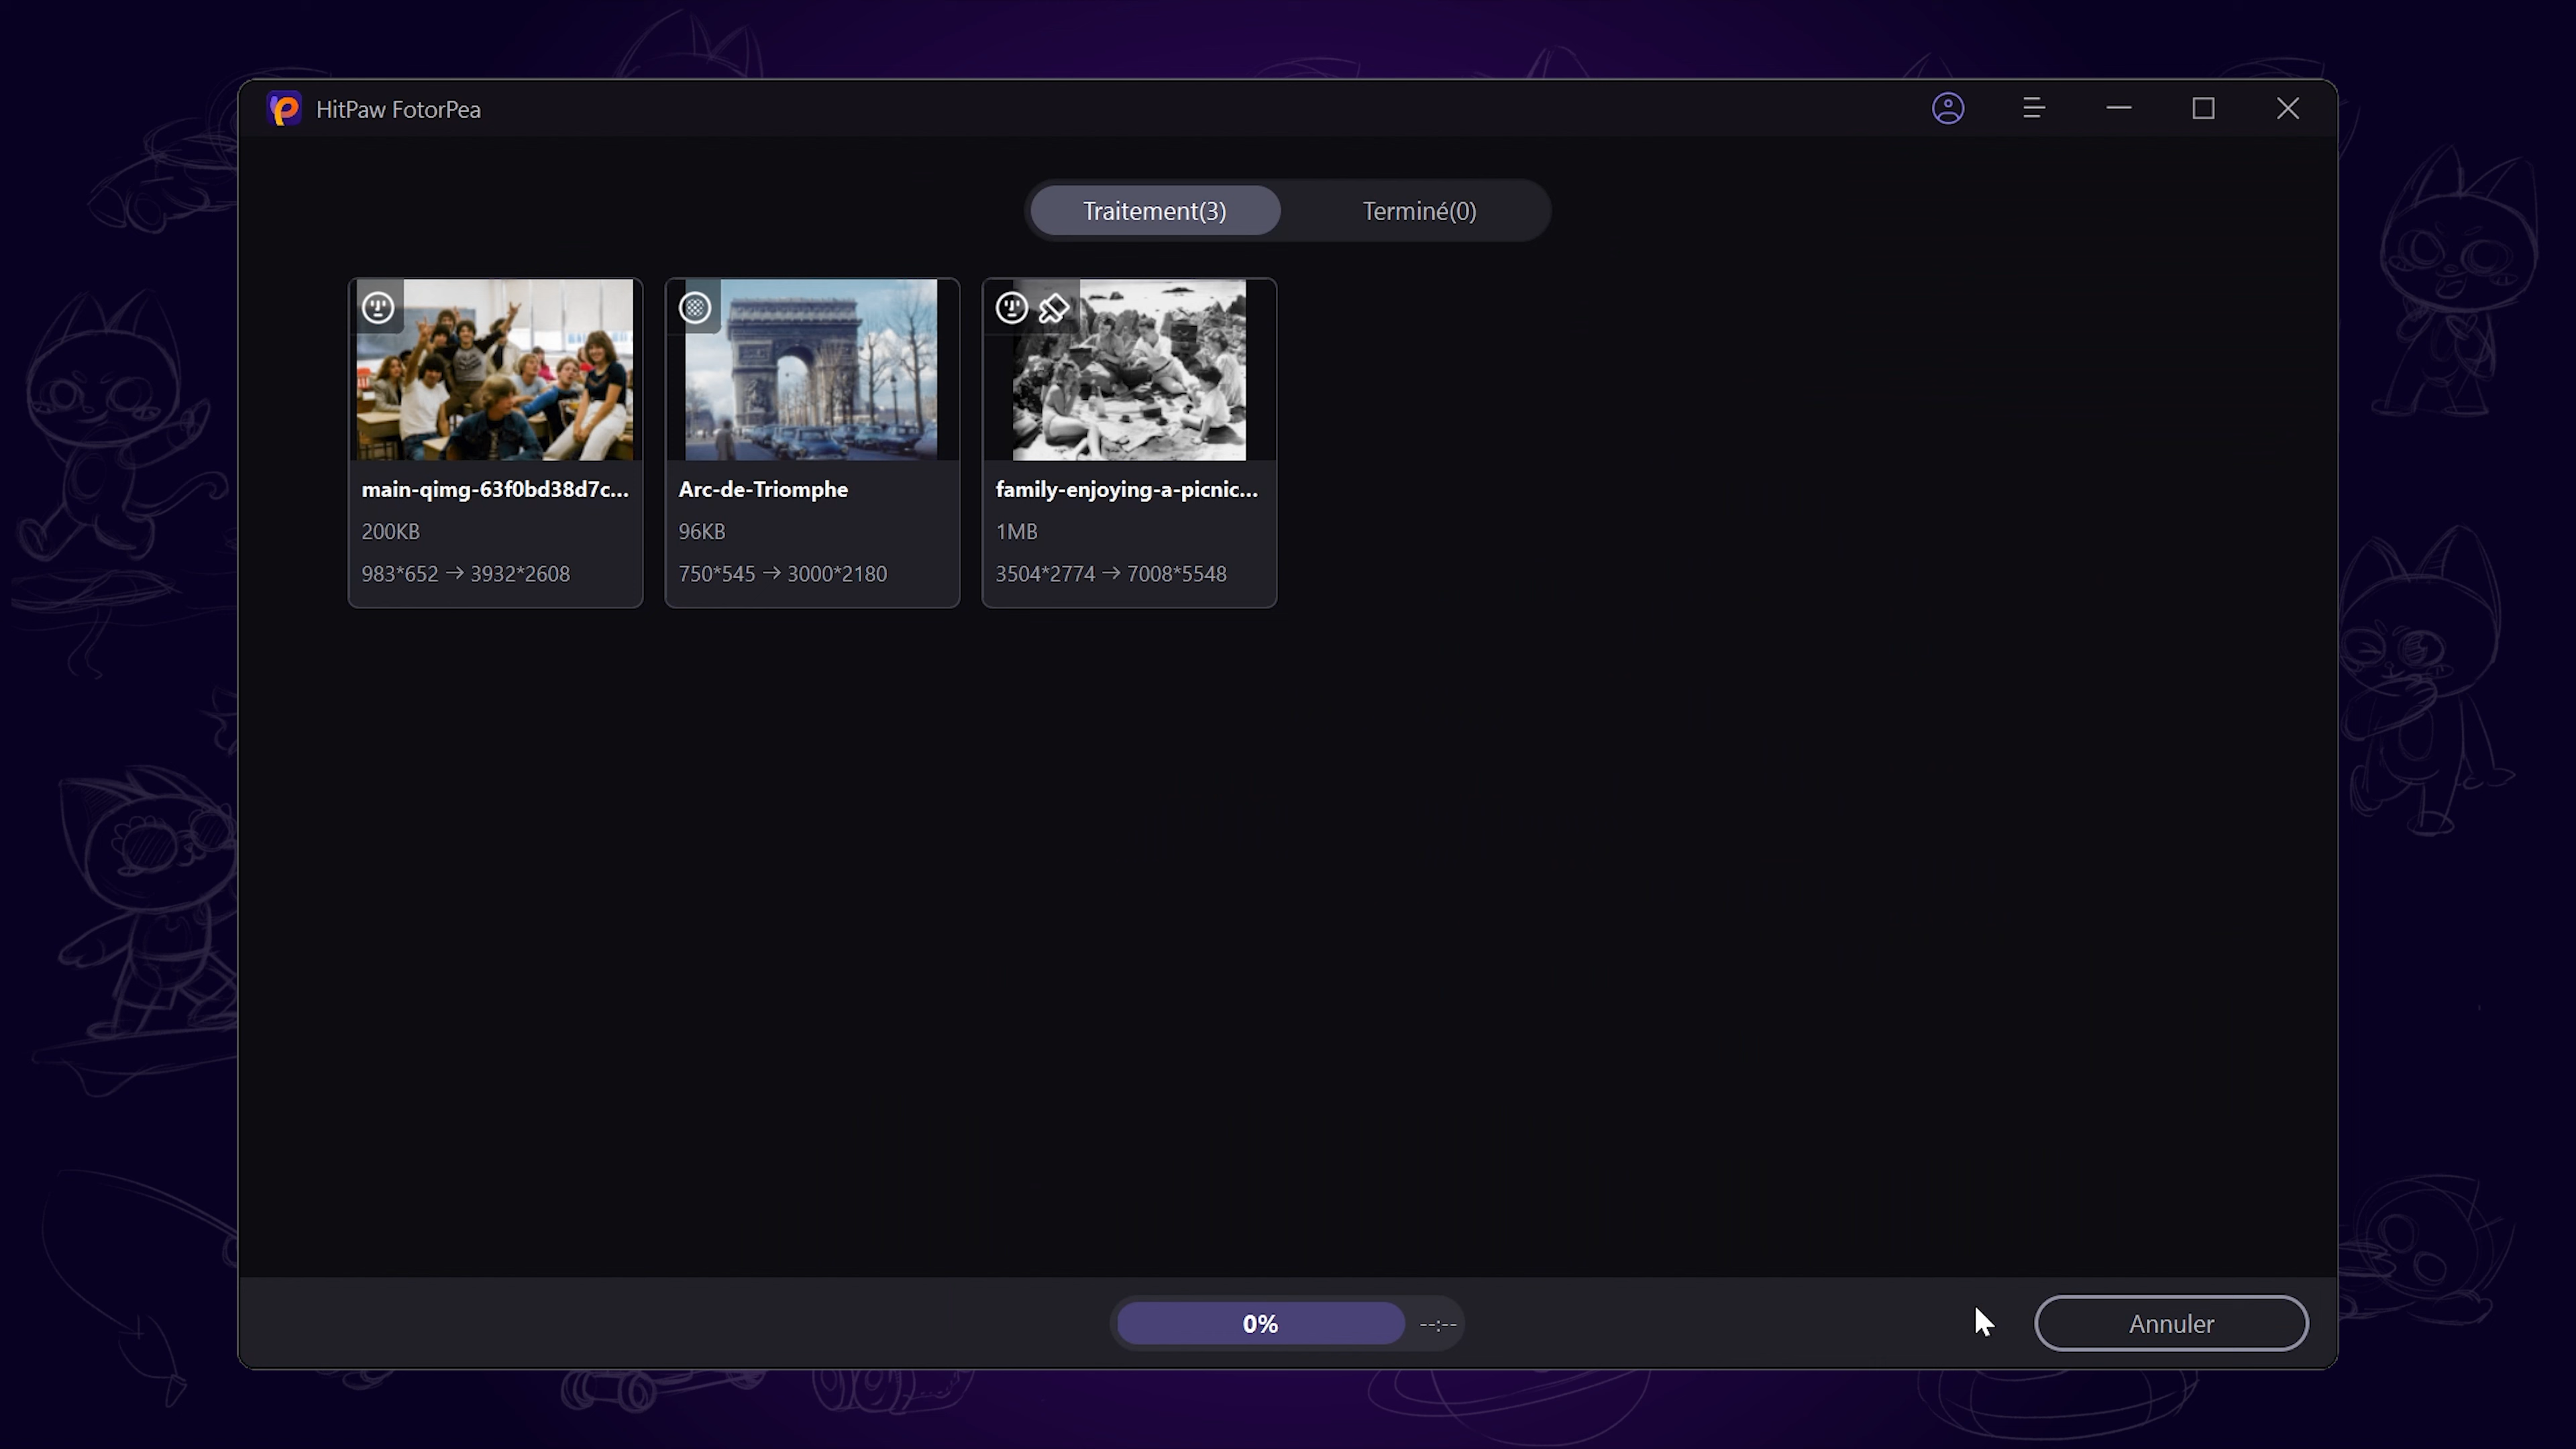 HitPaw FotorPea
Traitement(3)
Terminé(0)
main-qimg-63f0bd38d7c...
200KB
983*652 → 3932*2608
Arc-de-Triomphe
96KB
750*545 → 3000*2180
family-enjoying-a-picnic...
1MB
3504*2774 → 7008*5548
0%
--:--
Annuler